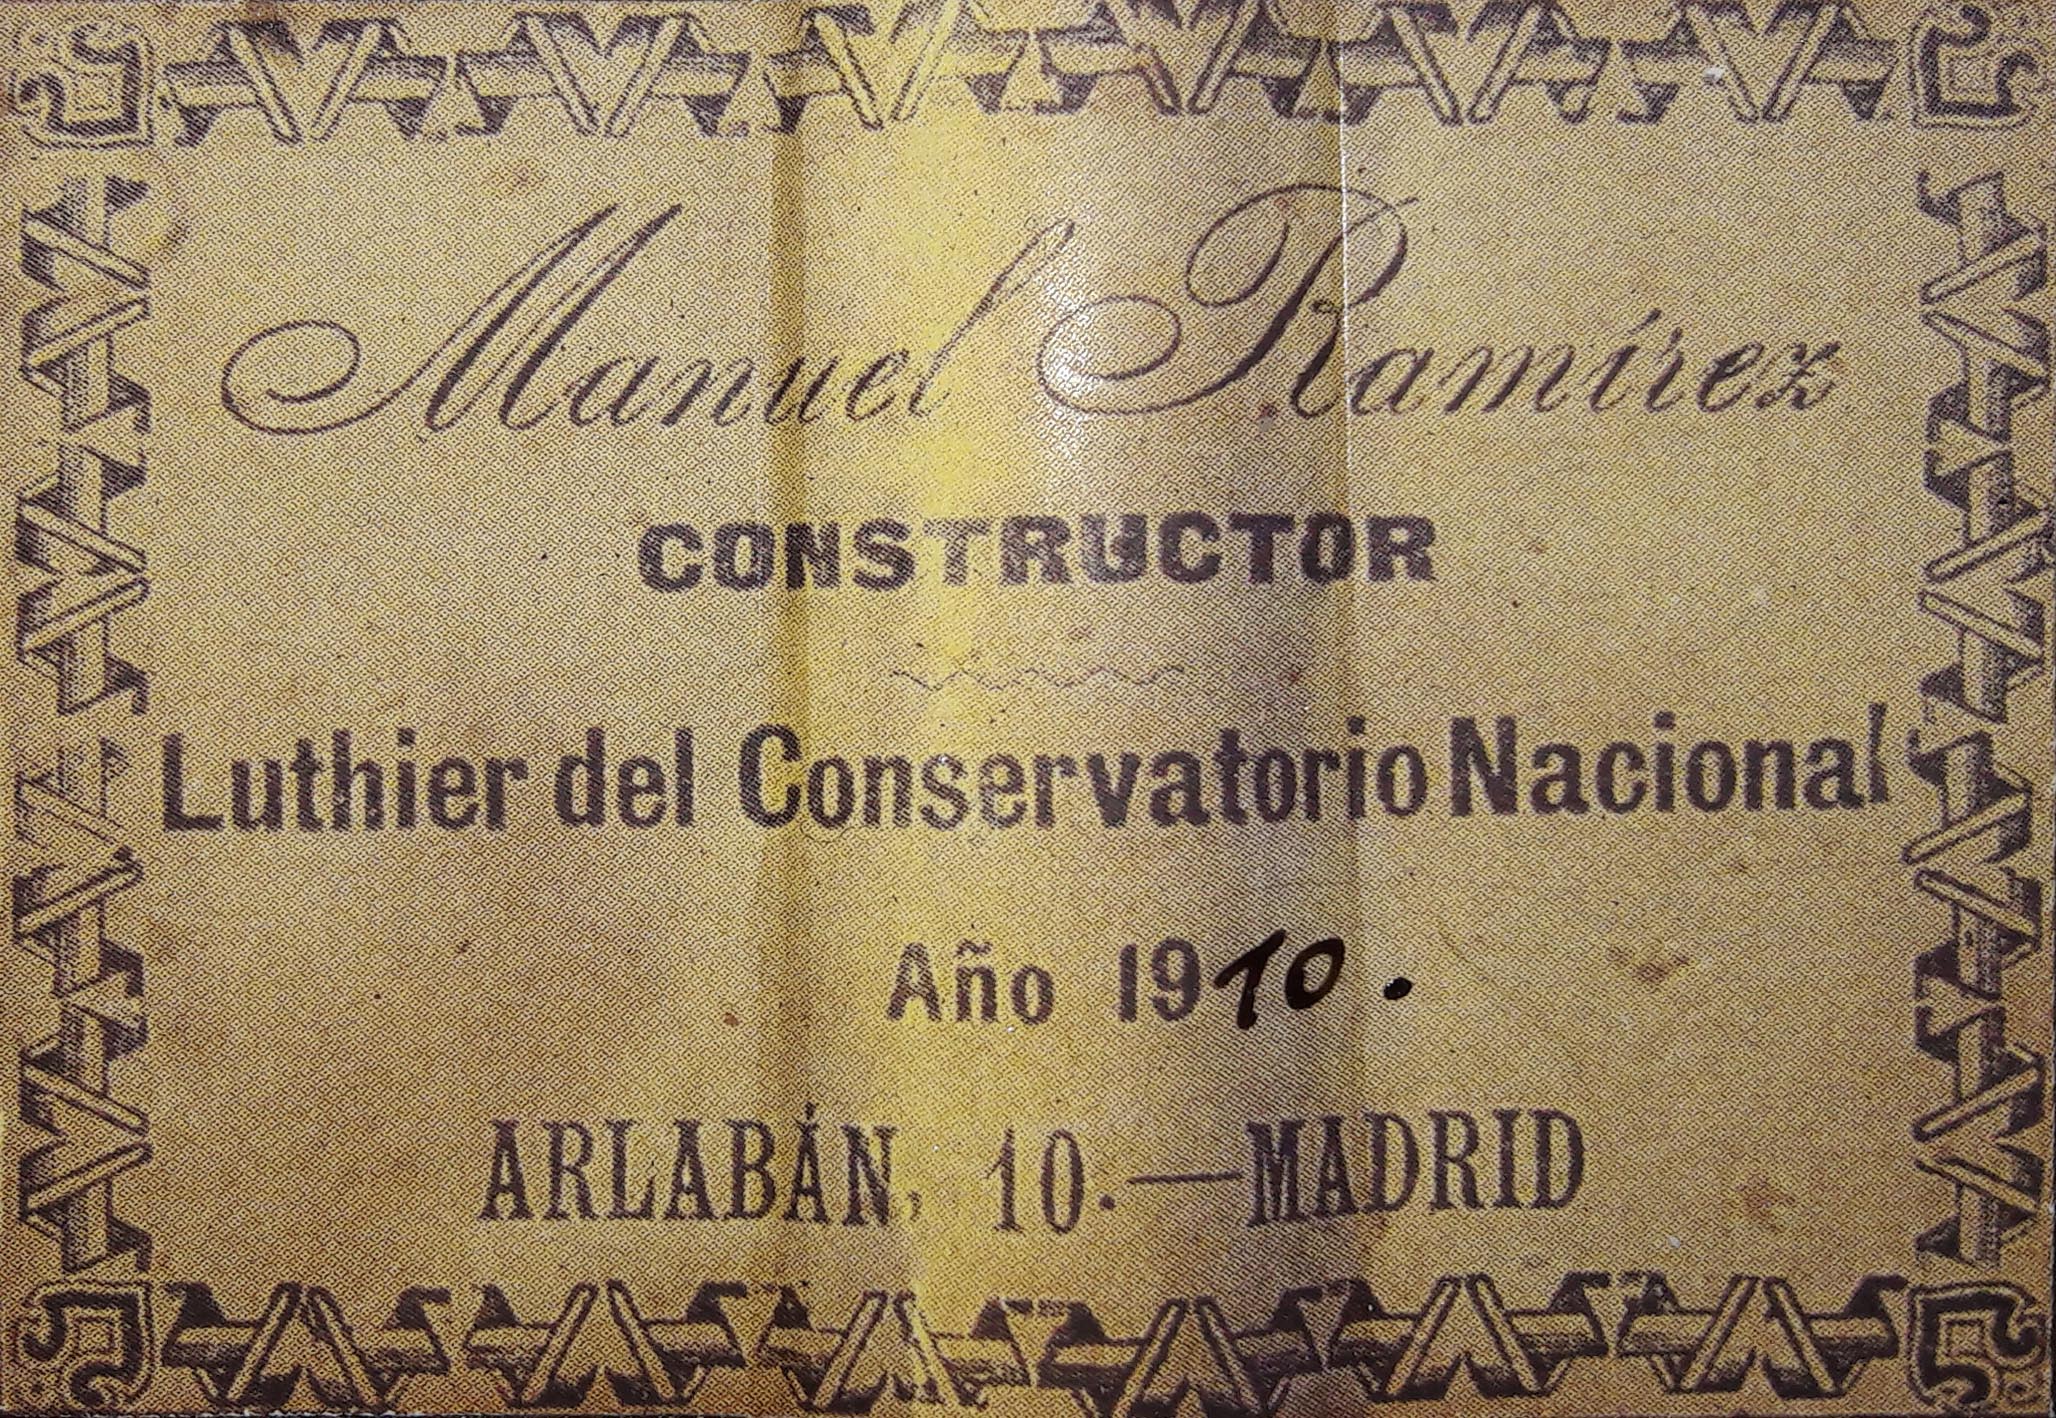 Manuel Ramírez
CONSTRUCTOR
Luthier del Conservatorio Nacional
Año 1910.
ARLABÁN, 10.—MADRID